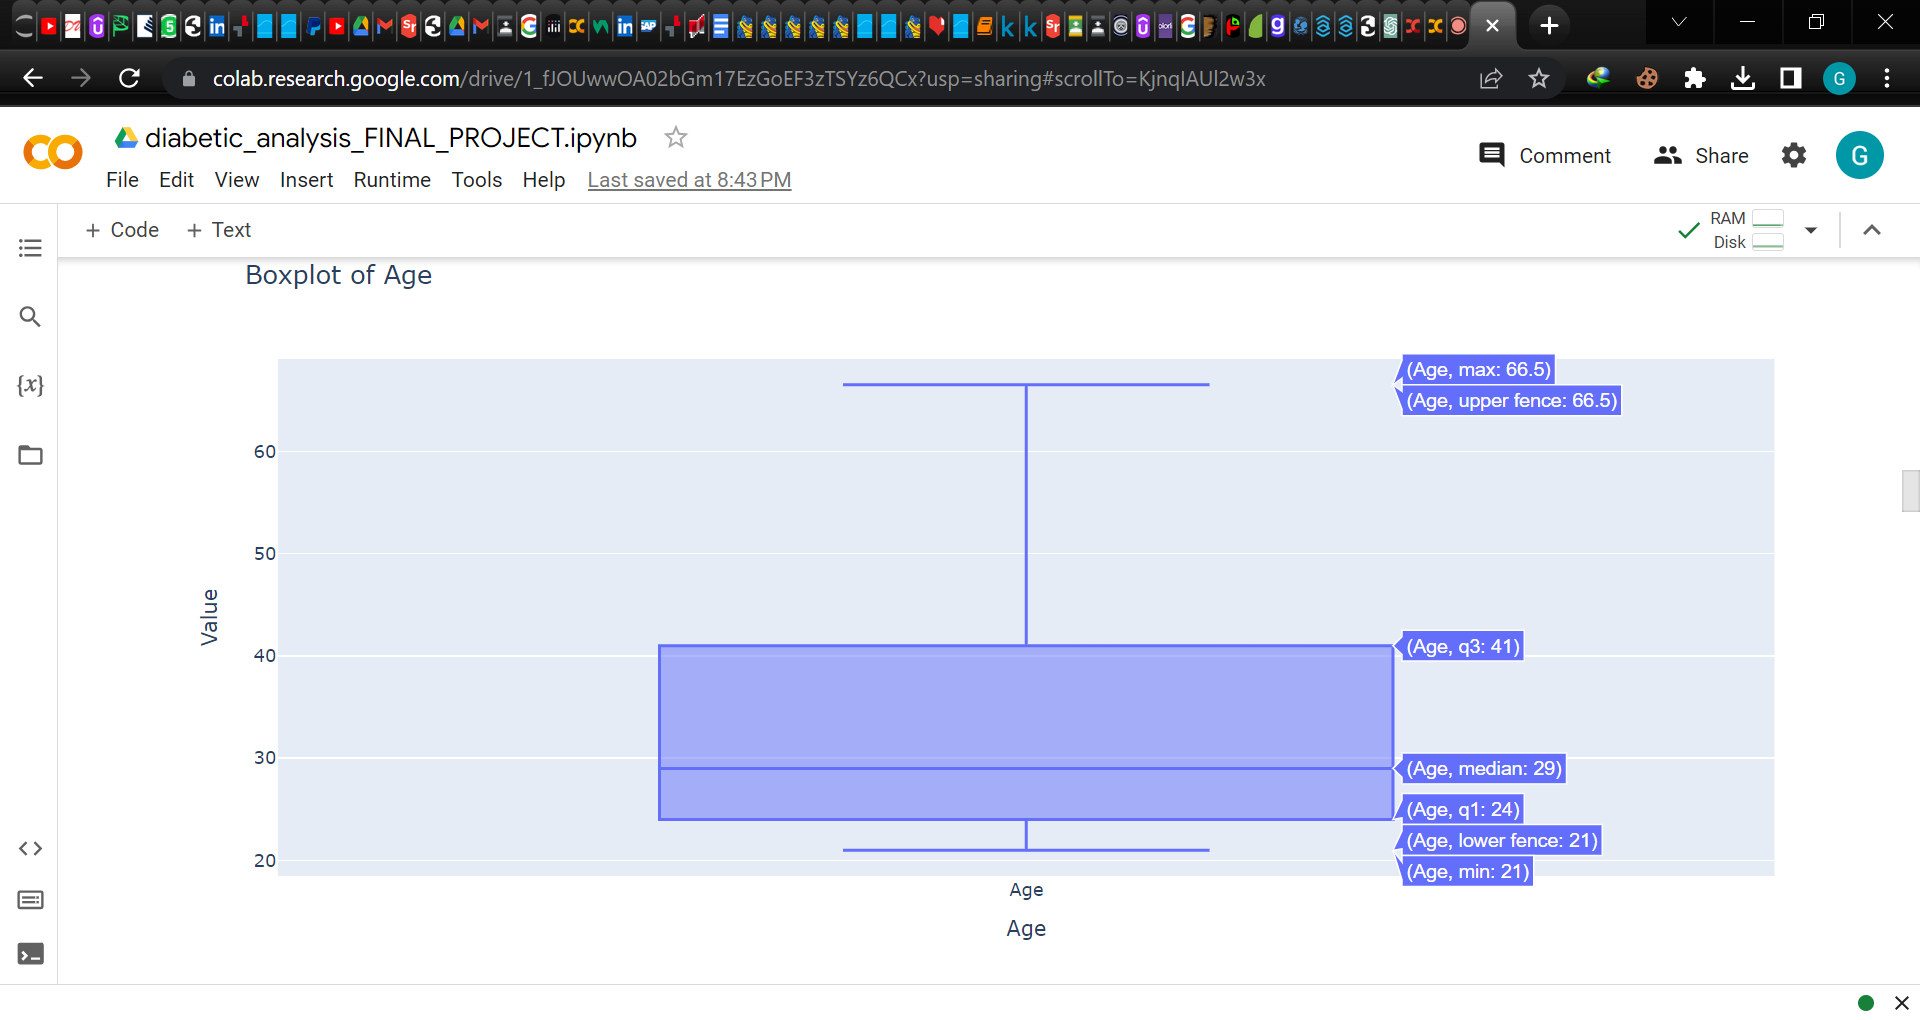 colab.research.google.com/drive/1_fJOUwwOA02bGm17EzGoEF3zTSYz6QCx?usp=sharing#scrollTo=KjnqIAUl2w3x
G
diabetic_analysis_FINAL_PROJECT.ipynb
Comment
Share
G
File Edit View Insert Runtime Tools Help Last saved at 8:43 PM
+ Code + Text
RAM
Disk
{x}
Boxplot of Age
(Age, max: 66.5)
(Age, upper fence: 66.5)
60
50
Value
40
(Age, q3: 41)
30
(Age, median: 29)
(Age, q1: 24)
(Age, lower fence: 21)
20
(Age, min: 21)
Age
Age